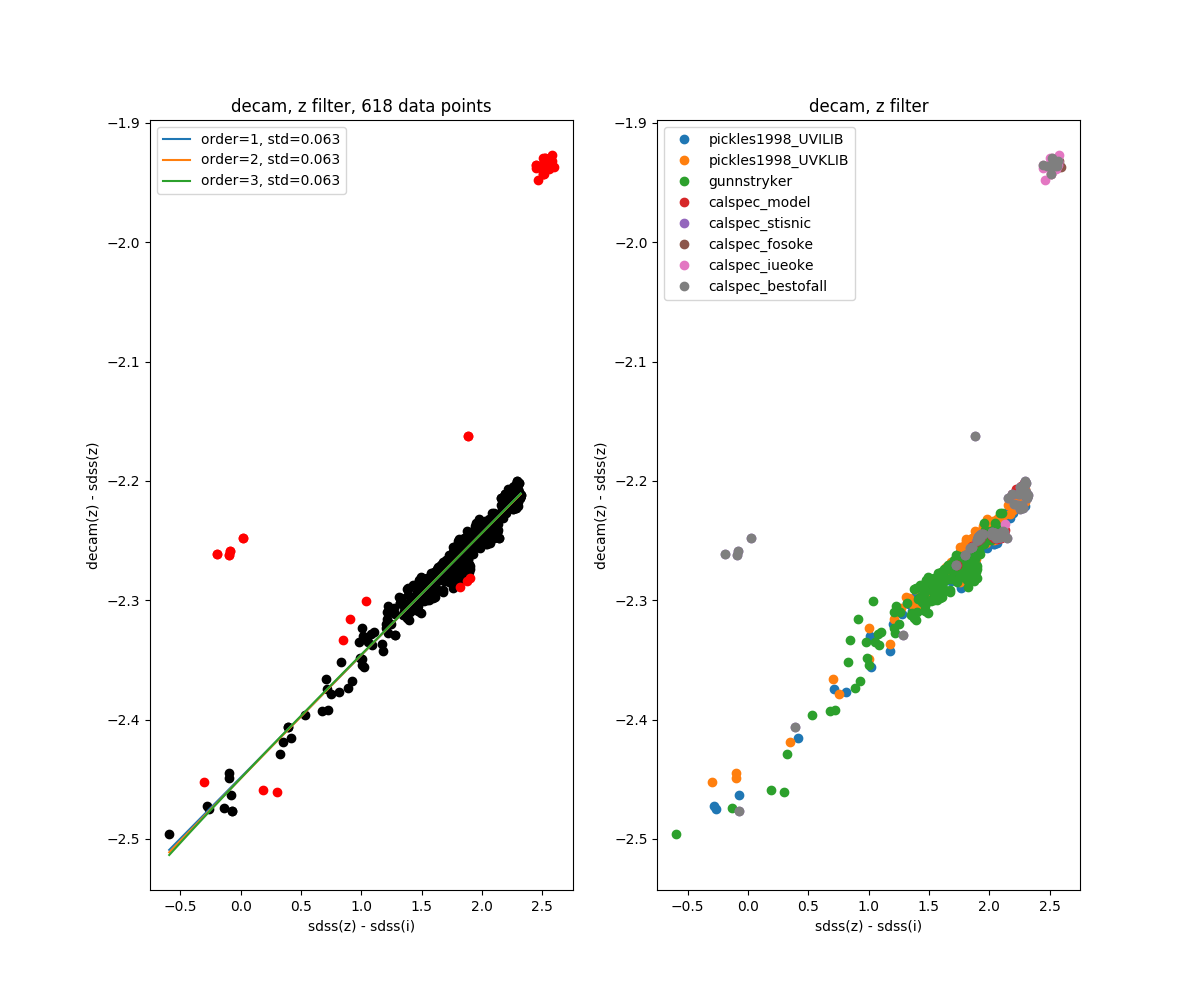 decam, z filter, 618 data points
order=1, std=0.063
order=2, std=0.063
order=3, std=0.063
−1.9
−2.0
−2.1
−2.2
−2.3
−2.4
−2.5
decam(z) - sdss(z)
−0.5 0.0 0.5 1.0 1.5 2.0 2.5
sdss(z) - sdss(i)
decam, z filter
pickles1998_UVILIB
pickles1998_UVKLIB
gunnstryker
calspec_model
calspec_stisnic
calspec_fosoke
calspec_iueoke
calspec_bestofall
−1.9
−2.0
−2.1
−2.2
−2.3
−2.4
−2.5
decam(z) - sdss(z)
−0.5 0.0 0.5 1.0 1.5 2.0 2.5
sdss(z) - sdss(i)